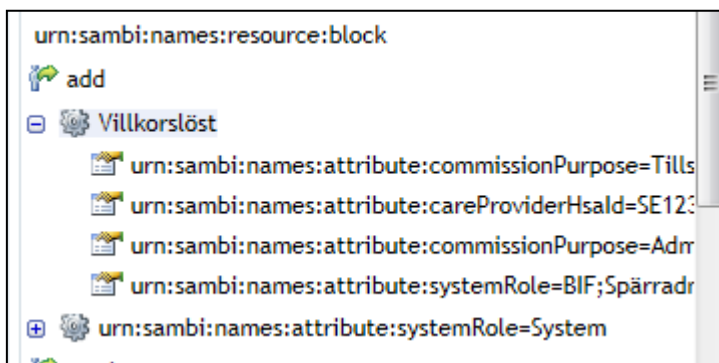 urn:sambi:names:resource:block
add
Villkorslöst
urn:sambi:names:attribute:commissionPurpose=Tills
urn:sambi:names:attribute:careProviderHsaId=SE123
urn:sambi:names:attribute:commissionPurpose=Adm
urn:sambi:names:attribute:systemRole=BIF;Spärradr
urn:sambi:names:attribute:systemRole=System